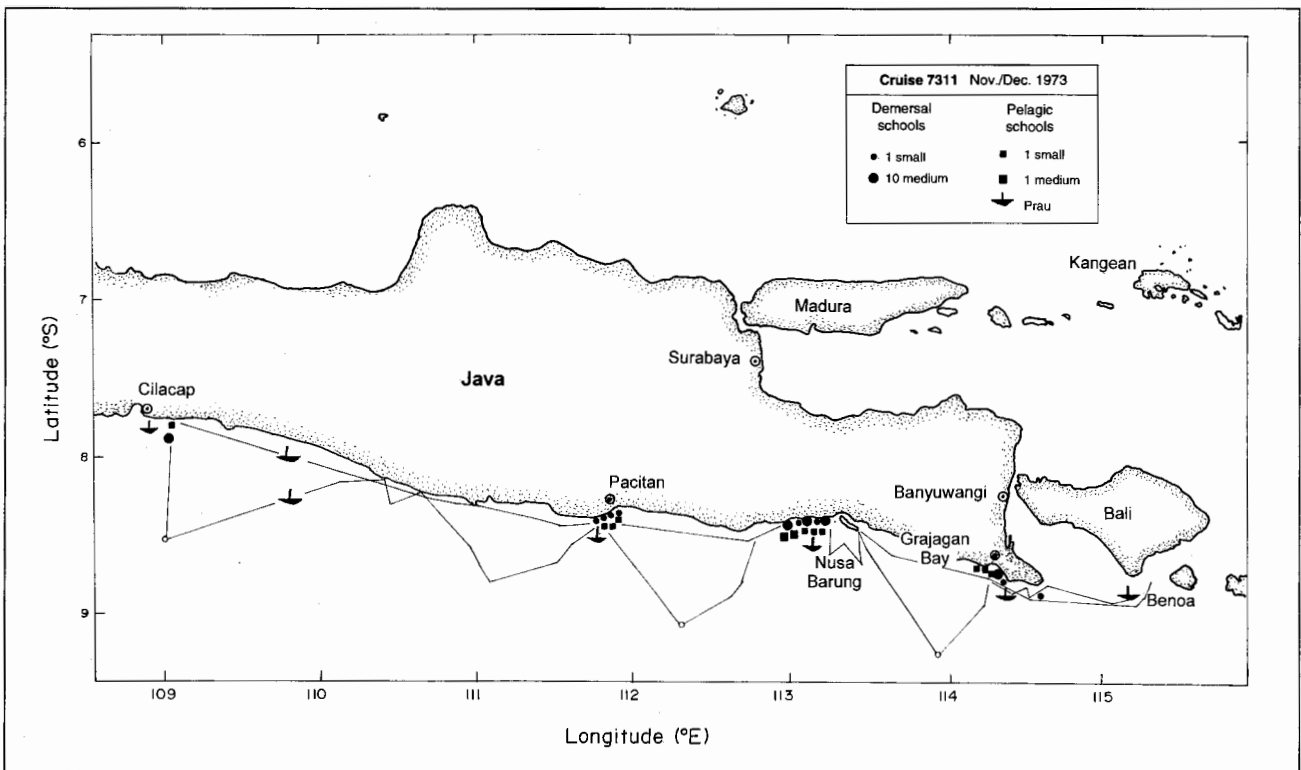 109
110
111
112
113
114
115
6
7
8
9
Latitude (°S)
Longitude (°E)
Cruise 7311 Nov./Dec. 1973
Demersal
schools
1 small
10 medium
Pelagic
schools
1 small
1 medium
Prau
Kangean
Madura
Surabaya
Java
Cilacap
Pacitan
Banyuwangi
Bali
Grajagan
Bay
Nusa
Barung
Benoa